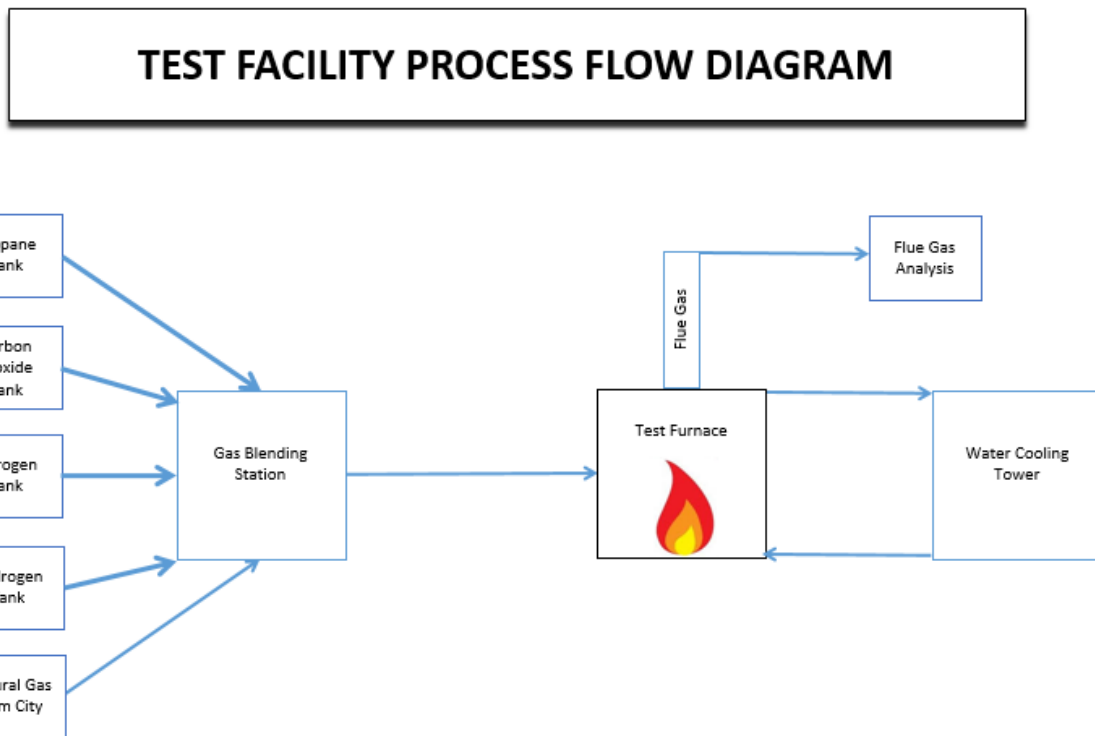 TEST FACILITY PROCESS FLOW DIAGRAM
pane
ank
Flue Gas
Analysis
Flue Gas
rbon
oxide
ank
Test Furnace
Gas Blending
Station
Water Cooling
Tower
rogen
ank
rogen
ank
ural Gas
m City